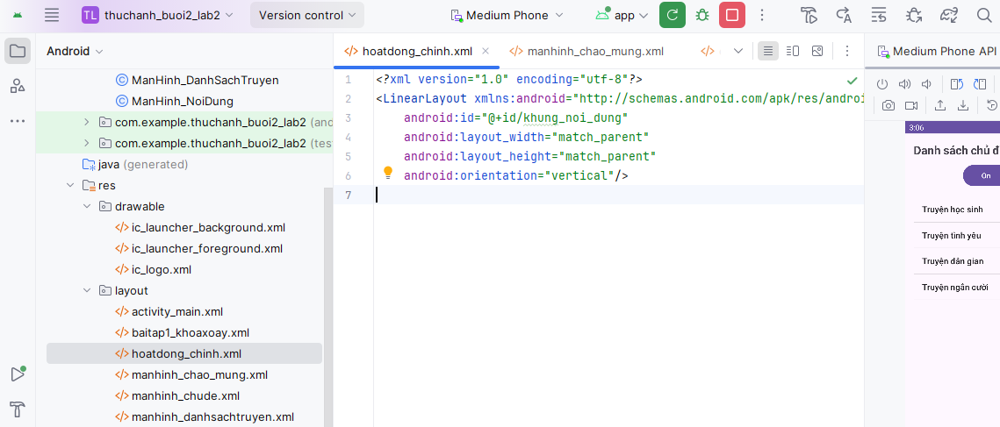 TL thuchanh_buoi2_lab2 Version control Medium Phone app
Android
hoatdong_chinh.xml manhinh_chao_mung.xml
Medium Phone API
ManHinh_DanhSachTruyen
ManHinh_NoiDung
com.example.thuchanh_buoi2_lab2 (and
com.example.thuchanh_buoi2_lab2 (tes
java (generated)
res
drawable
ic_launcher_background.xml
ic_launcher_foreground.xml
ic_logo.xml
layout
activity_main.xml
baitap1_khoaxoay.xml
hoatdong_chinh.xml
manhinh_chao_mung.xml
manhinh_chude.xml
manhinh_danhsachtruyen.xml
1 <?xml version="1.0" encoding="utf-8"?>
2 <LinearLayout xmlns:android="http://schemas.android.com/apk/res/android
3 android:id="@+id/khung_noi_dung"
4 android:layout_width="match_parent"
5 android:layout_height="match_parent"
6 android:orientation="vertical"/>
7
3:06
Danh sách chủ đ
Truyện học sinh
Truyện tình yêu
Truyện dân gian
Truyện ngắn cười